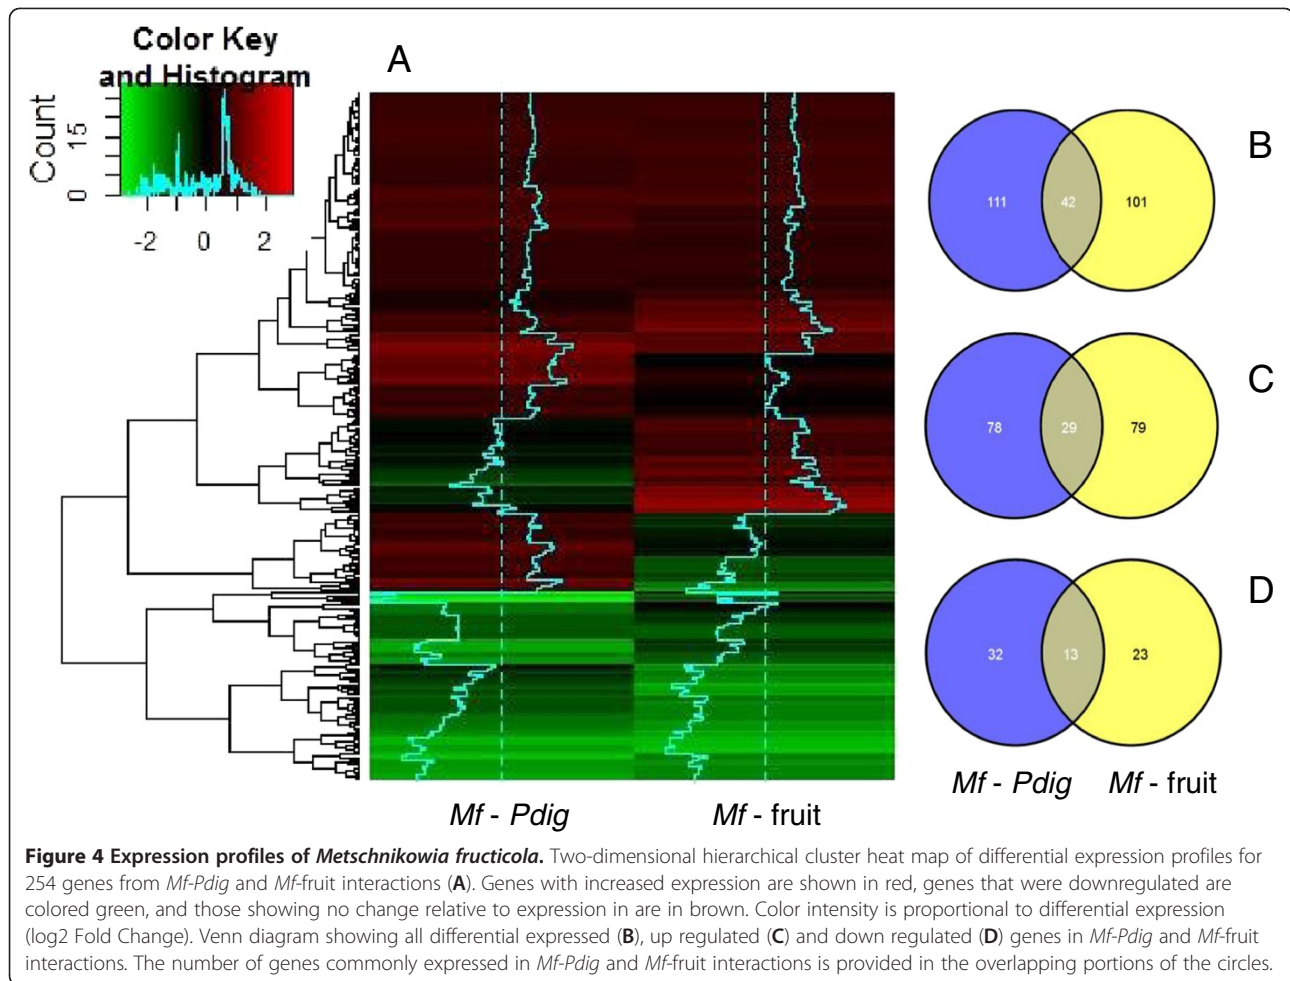 Color Key
and Histogram
Count
0
15
-2 0 2
A
B
111 42 101
C
78 29 79
D
32 13 23
Mf - Pdig Mf - fruit
Mf - Pdig Mf - fruit
Figure 4 Expression profiles of Metschnikowia fructicola. Two-dimensional hierarchical cluster heat map of differential expression profiles for
254 genes from Mf-Pdig and Mf-fruit interactions (A). Genes with increased expression are shown in red, genes that were downregulated are
colored green, and those showing no change relative to expression in are in brown. Color intensity is proportional to differential expression
(log2 Fold Change). Venn diagram showing all differential expressed (B), up regulated (C) and down regulated (D) genes in Mf-Pdig and Mf-fruit
interactions. The number of genes commonly expressed in Mf-Pdig and Mf-fruit interactions is provided in the overlapping portions of the circles.